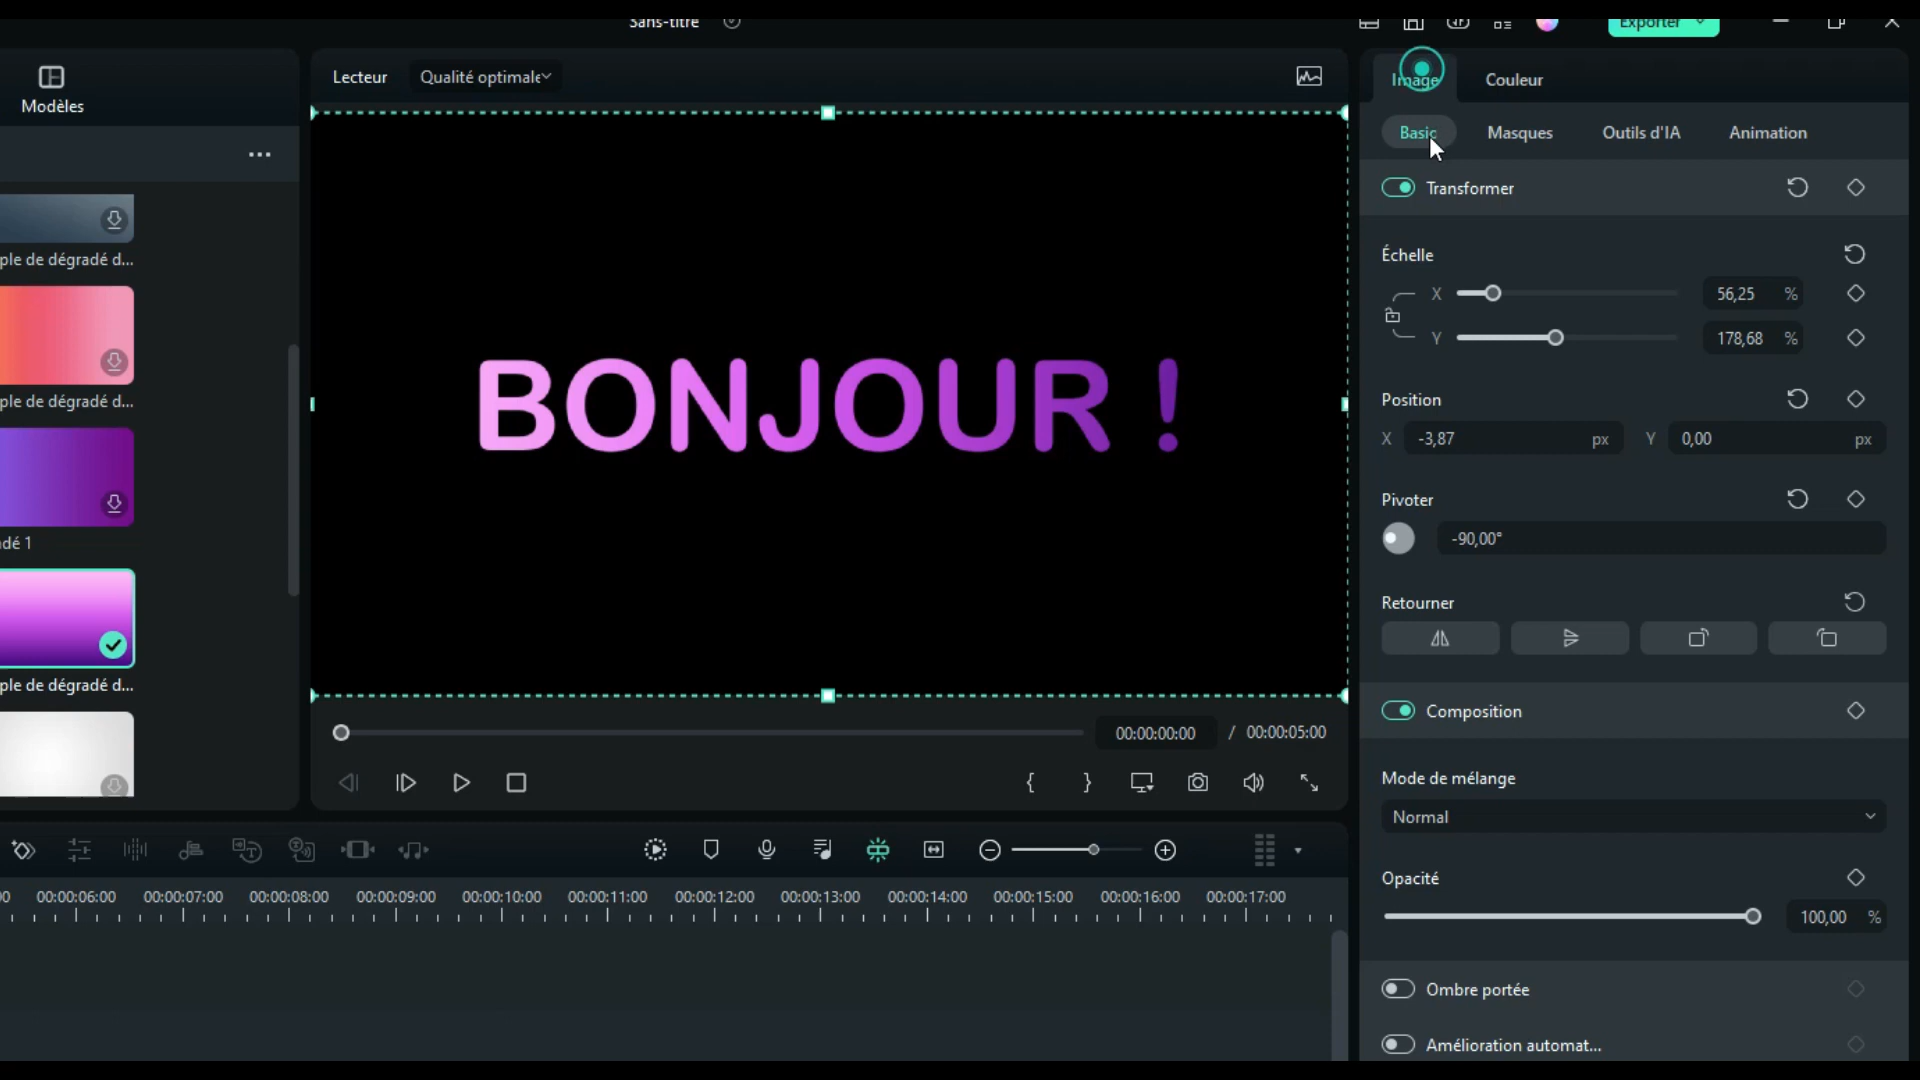 Sans-titre
Exporter
Modèles
Lecteur
Qualité optimale
Image
Couleur
Basic
Masques
Outils d'IA
Animation
Transformer
Échelle
X
56,25
%
Y
178,68
%
Position
X
-3,87
px
Y
0,00
px
Pivoter
-90,00°
Retourner
Composition
Mode de mélange
Normal
Opacité
100,00
%
Ombre portée
Amélioration automat...
ple de dégradé d...
ple de dégradé d...
dé 1
ple de dégradé d...
BONJOUR !
00:00:00:00
/
00:00:05:00
0
00:00:06:00
00:00:07:00
00:00:08:00
00:00:09:00
00:00:10:00
00:00:11:00
00:00:12:00
00:00:13:00
00:00:14:00
00:00:15:00
00:00:16:00
00:00:17:00